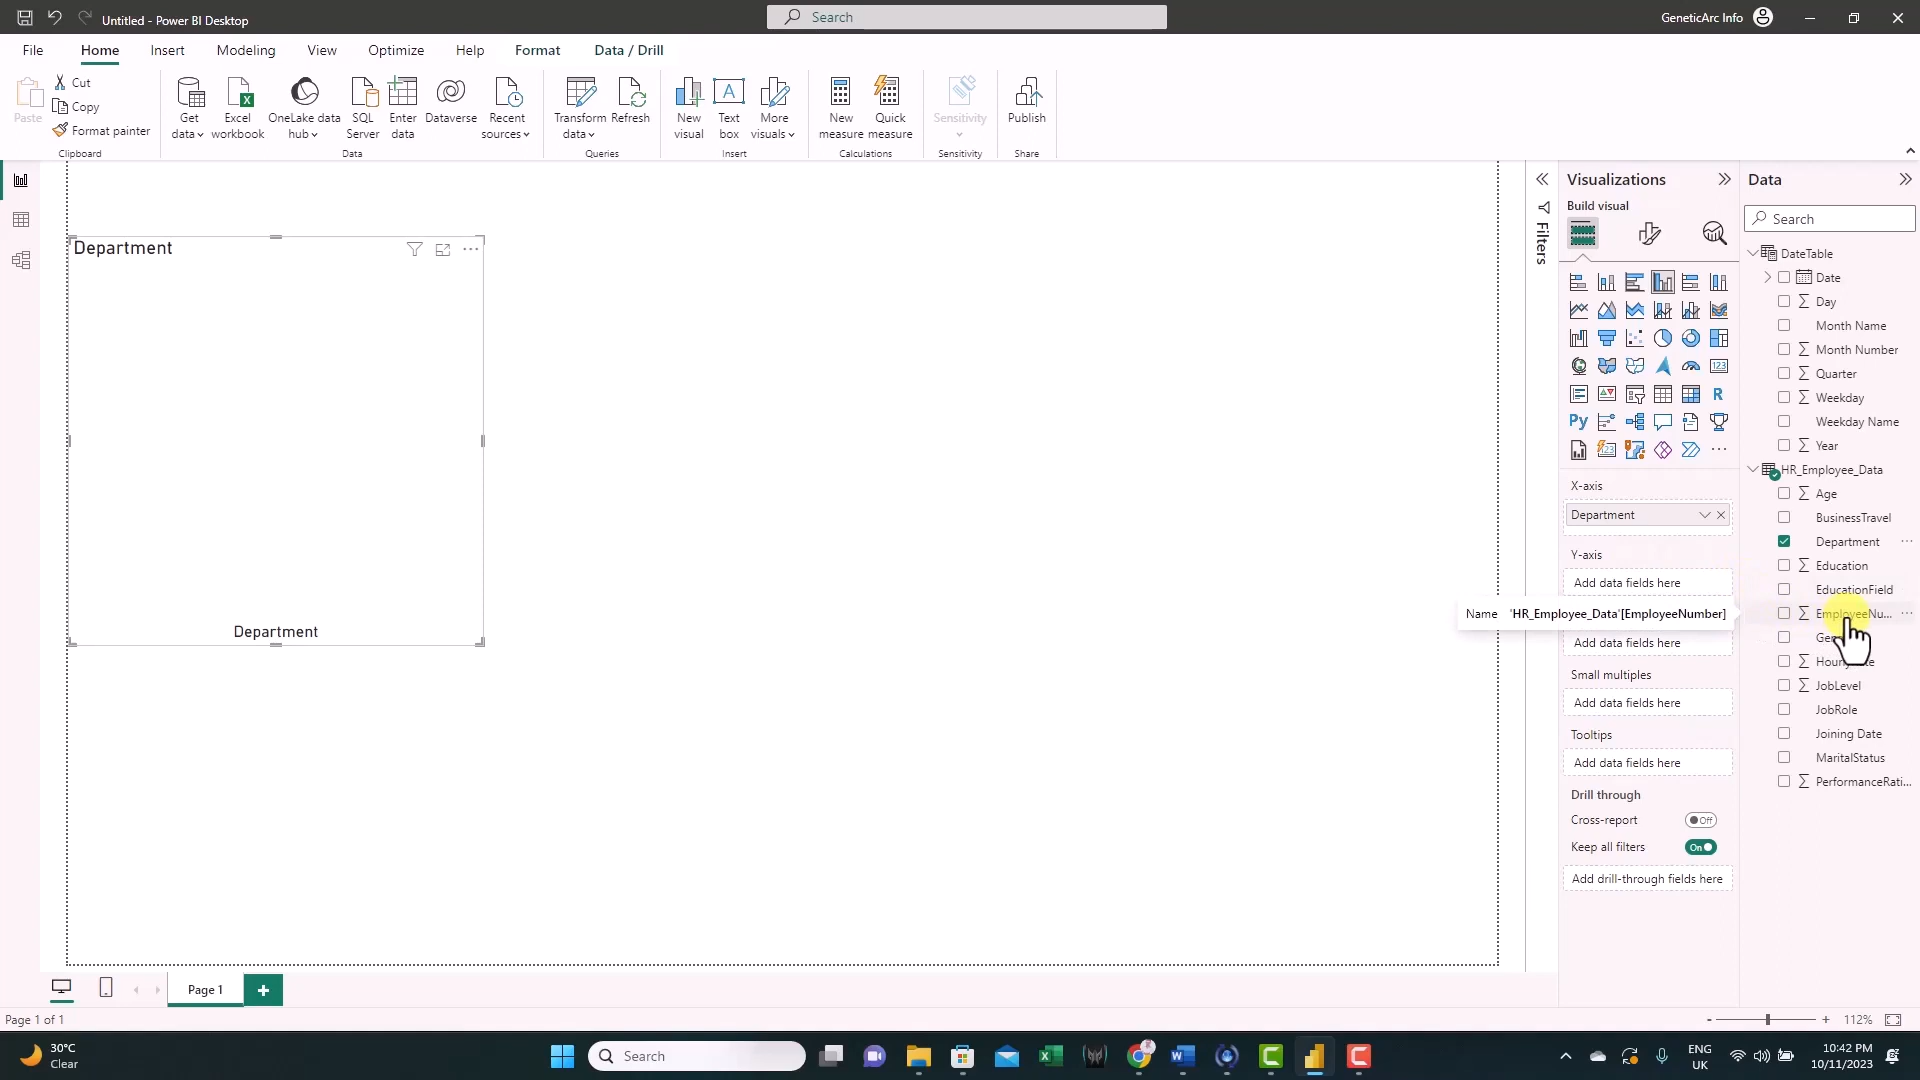 Untitled - Power BI Desktop
Search
GeneticArc Info
File
Home
Insert
Modeling
View
Optimize
Help
Format
Data / Drill
Paste
Cut
Copy
Format painter
Clipboard
Get
data
Excel
workbook
OneLake data
hub
SQL
Server
Enter
data
Dataverse
Recent
sources
Data
Transform
data
Refresh
Queries
New
visual
Text
box
More
visuals
Insert
New
measure
Quick
measure
Calculations
Sensitivity
Sensitivity
Publish
Share
Department
Department
Filters
Visualizations
Build visual
X-axis
Department
Y-axis
Add data fields here
Name 'HR_Employee_Data'[EmployeeNumber]
Add data fields here
Small multiples
Add data fields here
Tooltips
Add data fields here
Drill through
Cross-report
Off
Keep all filters
On
Add drill-through fields here
Data
Search
DateTable
Date
Day
Month Name
Month Number
Quarter
Weekday
Weekday Name
Year
HR_Employee_Data
Age
BusinessTravel
Department
Education
EducationField
EmployeeNu...
JobLevel
JobRole
Joining Date
MaritalStatus
PerformanceRati...
Page 1
Page 1 of 1
112%
30°C
Clear
Search
ENG
UK
10:42 PM
10/11/2023